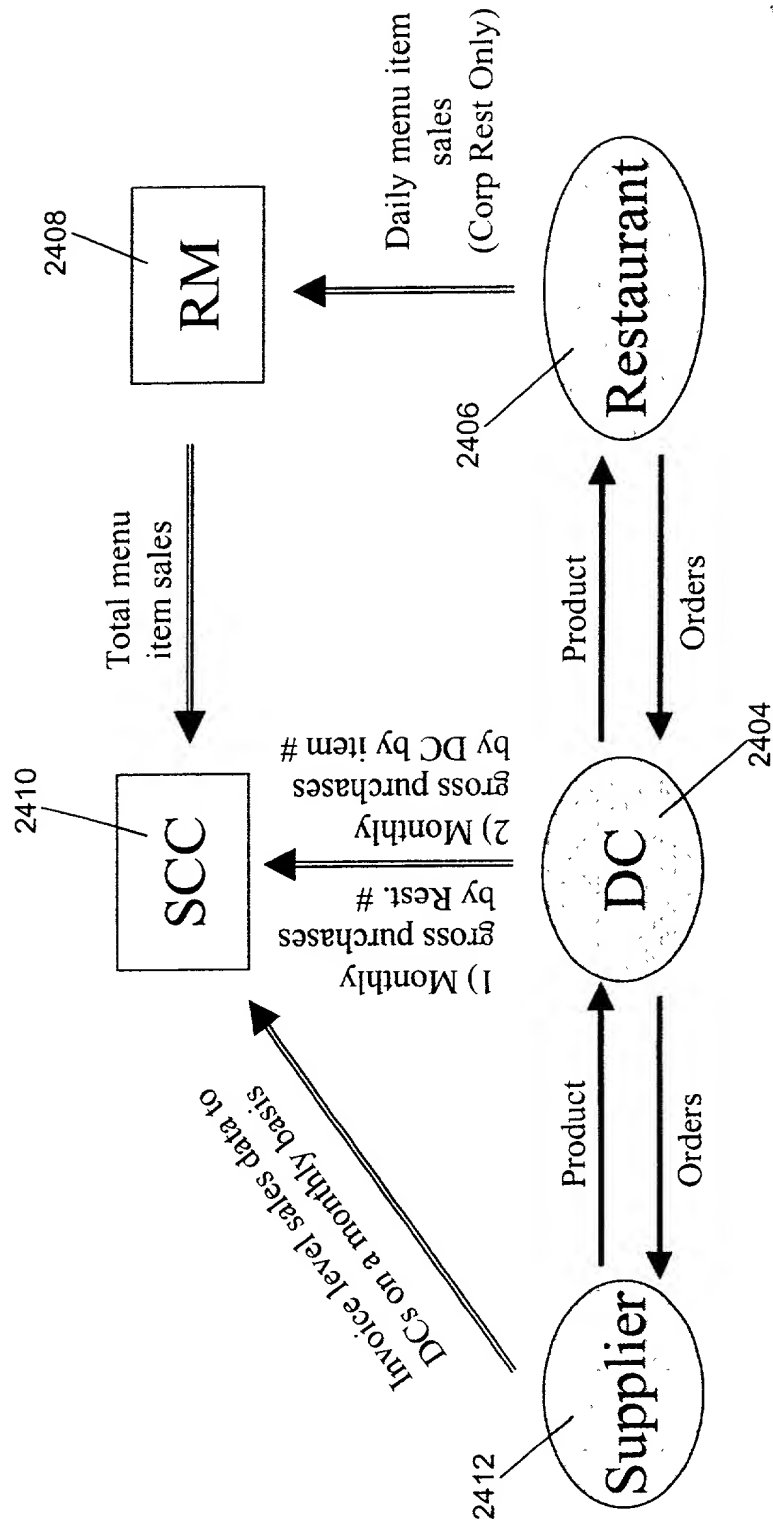 2410
SCC
Total menu
item sales
2408
RM
Invoice level sales data to
DCs on a monthly basis
1) Monthly
gross purchases
by Rest. #
2) Monthly
gross purchases
by DC by item #
Daily menu item
sales
(Corp Rest Only)
2412
Supplier
Product
Orders
DC
2404
Product
Orders
2406
Restaurant